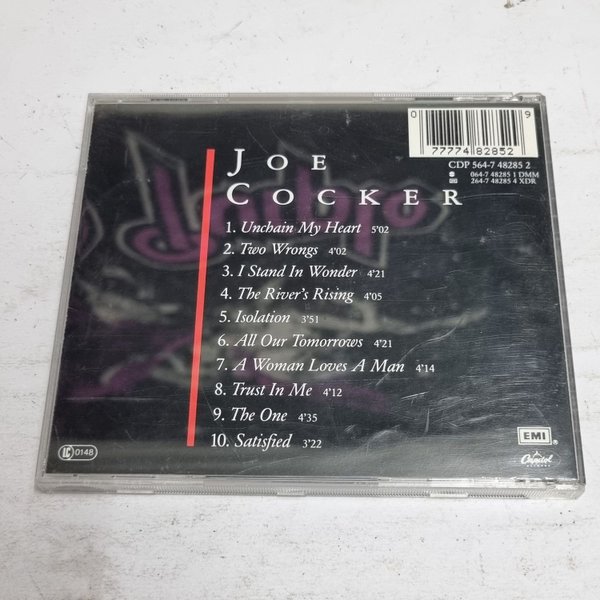 0 77774 82852 9
CDP 564-7 48285 2
064-7 48285 1 DMM
264-7 48285 4 XDR
JOE
COCKER
1. Unchain My Heart 5'02
2. Two Wrongs 4'02
3. I Stand In Wonder 4'21
4. The River's Rising 4'05
5. Isolation 3'51
6. All Our Tomorrows 4'21
7. A Woman Loves A Man 4'14
8. Trust In Me 4'12
9. The One 4'35
10. Satisfied 3'22
LC 0148
EMI ®
Capitol